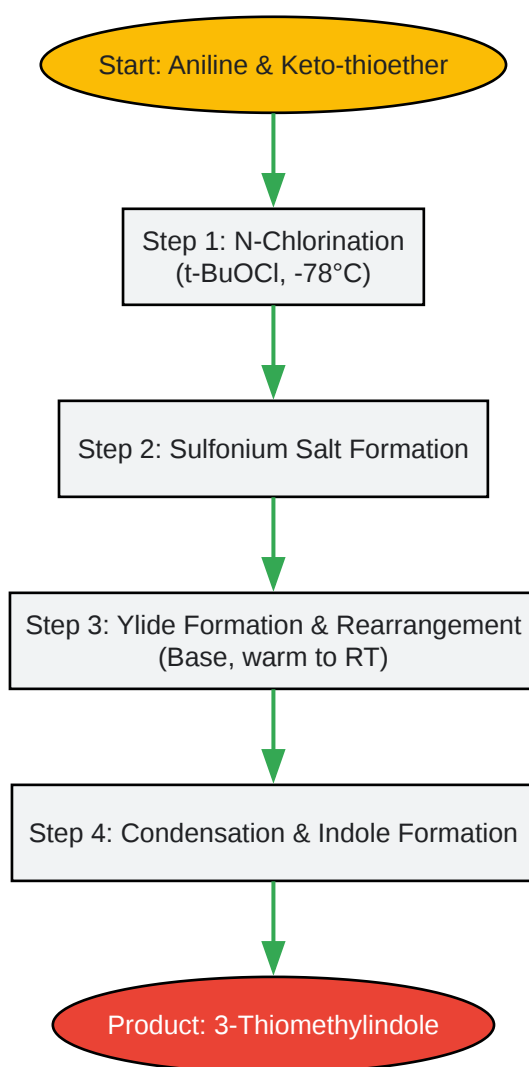 Start: Aniline & Keto-thioether
Step 1: N-Chlorination
(t-BuOCl, -78°C)
Step 2: Sulfonium Salt Formation
Step 3: Ylide Formation & Rearrangement
(Base, warm to RT)
Step 4: Condensation & Indole Formation
Product: 3-Thiomethylindole